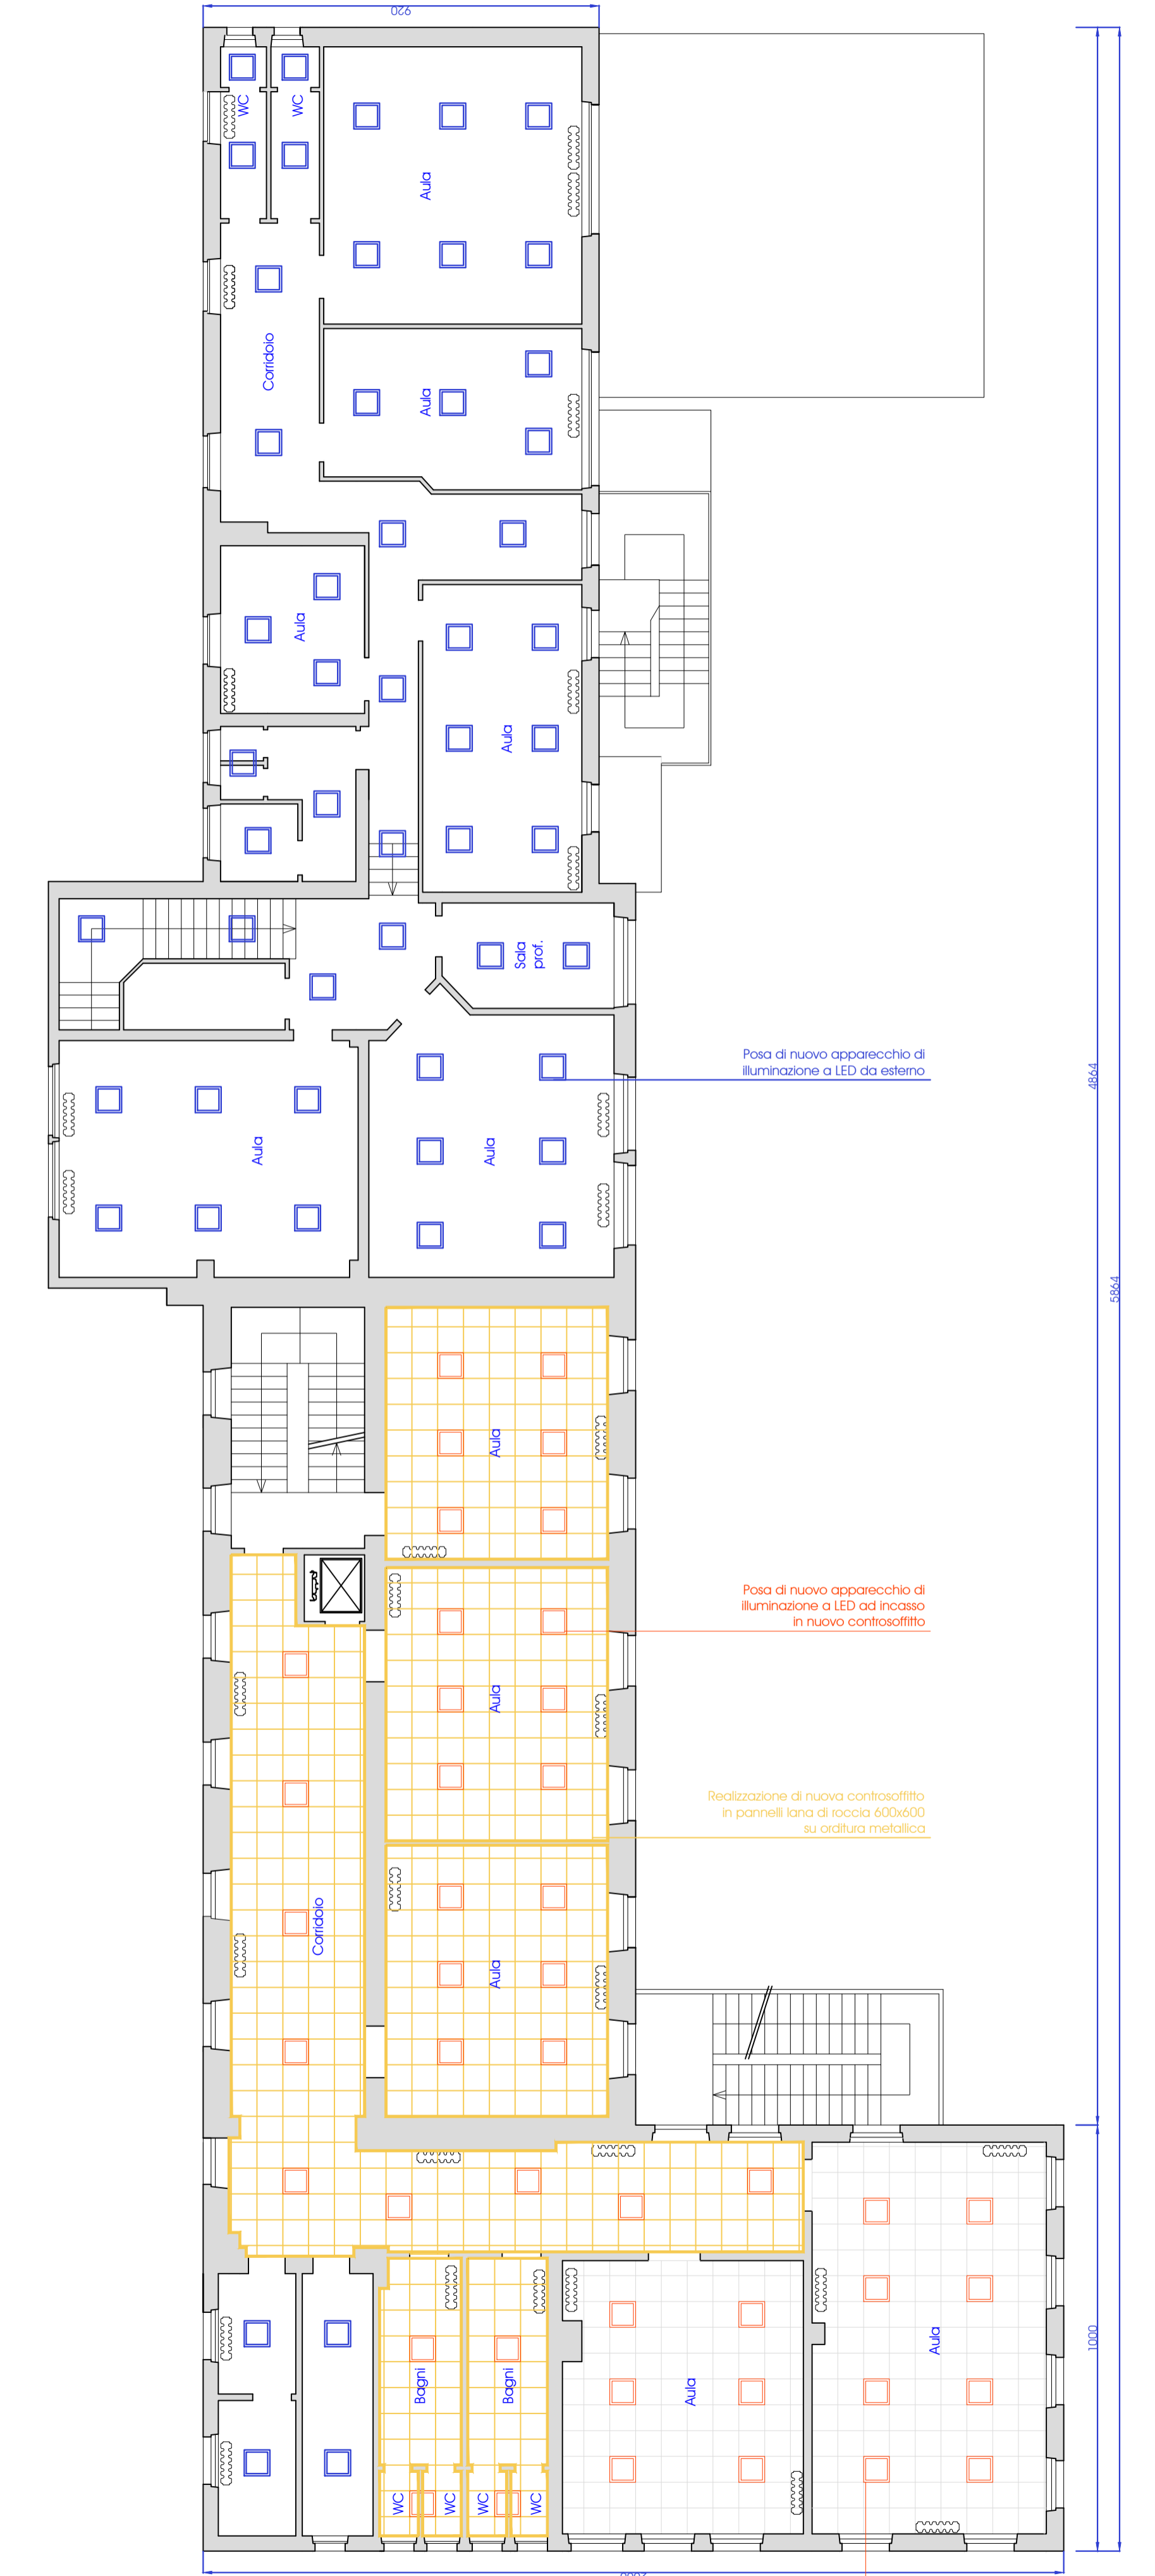 920
WC
WC
Aula
Corridoio
Aula
Aula
Aula
Sala
prof.
Posa di nuovo apparecchio di
illuminazione a LED da esterno
4864
Aula
Aula
5864
Aula
Posa di nuovo apparecchio di
illuminazione a LED ad incasso
in nuovo controsoffitto
Aula
Realizzazione di nuova controsoffitto
in pannelli lana di roccia 600x600
su orditura metallica
Corridoio
Aula
1000
Aula
Bagni
Bagni
Aula
WC
WC
WC
WC